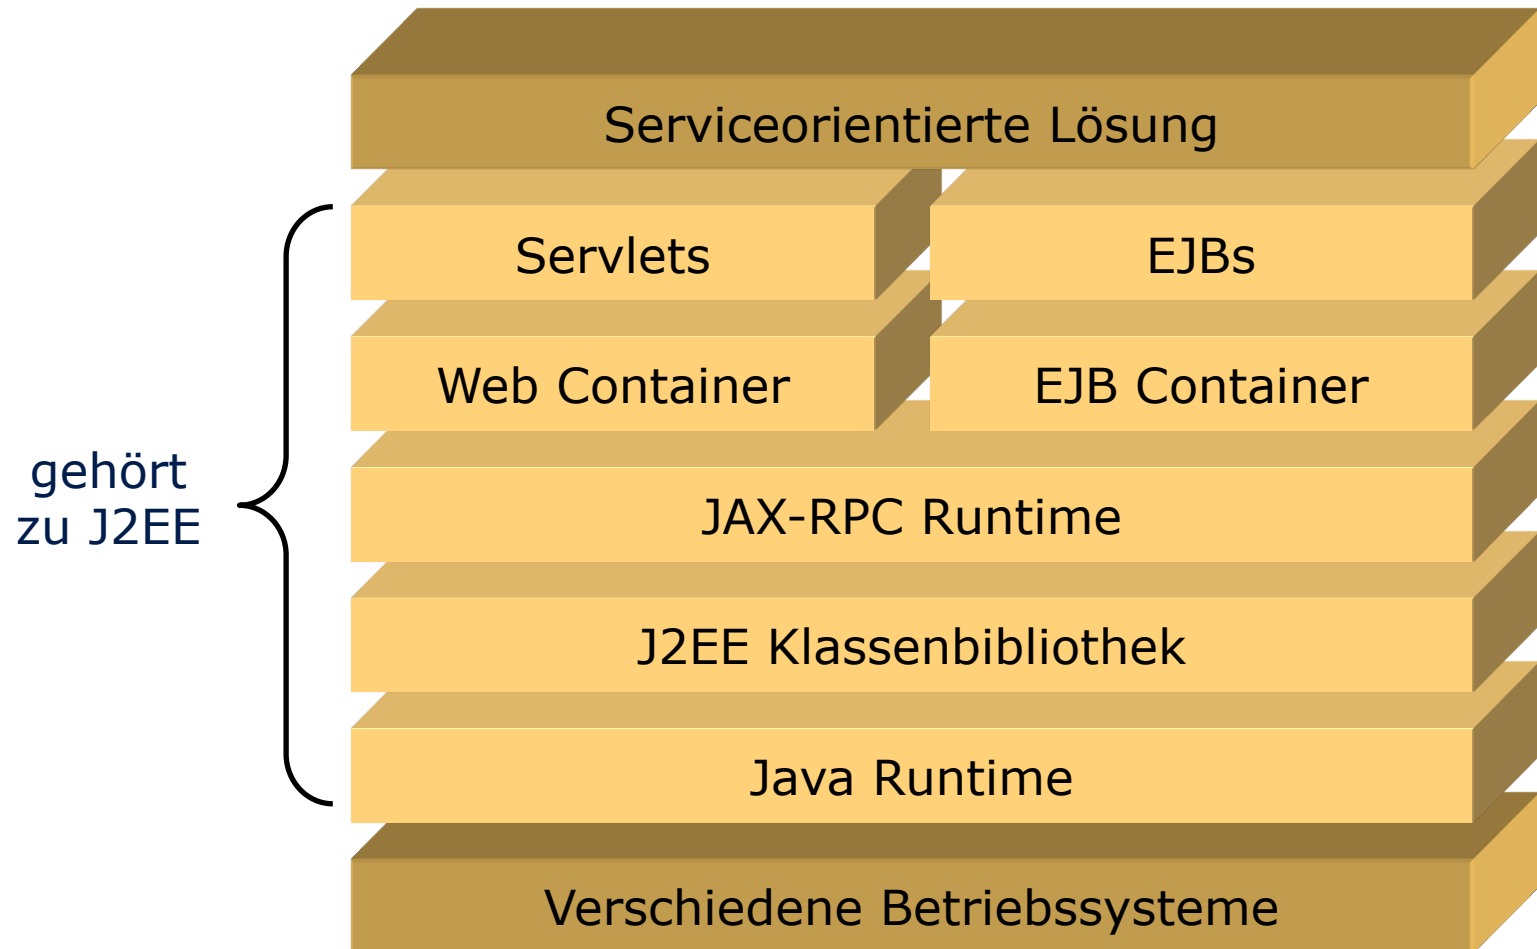 Serviceorientierte Lösung
Servlets
EJBs
Web Container
EJB Container
gehört
zu J2EE
JAX-RPC Runtime
J2EE Klassenbibliothek
Java Runtime
Verschiedene Betriebssysteme